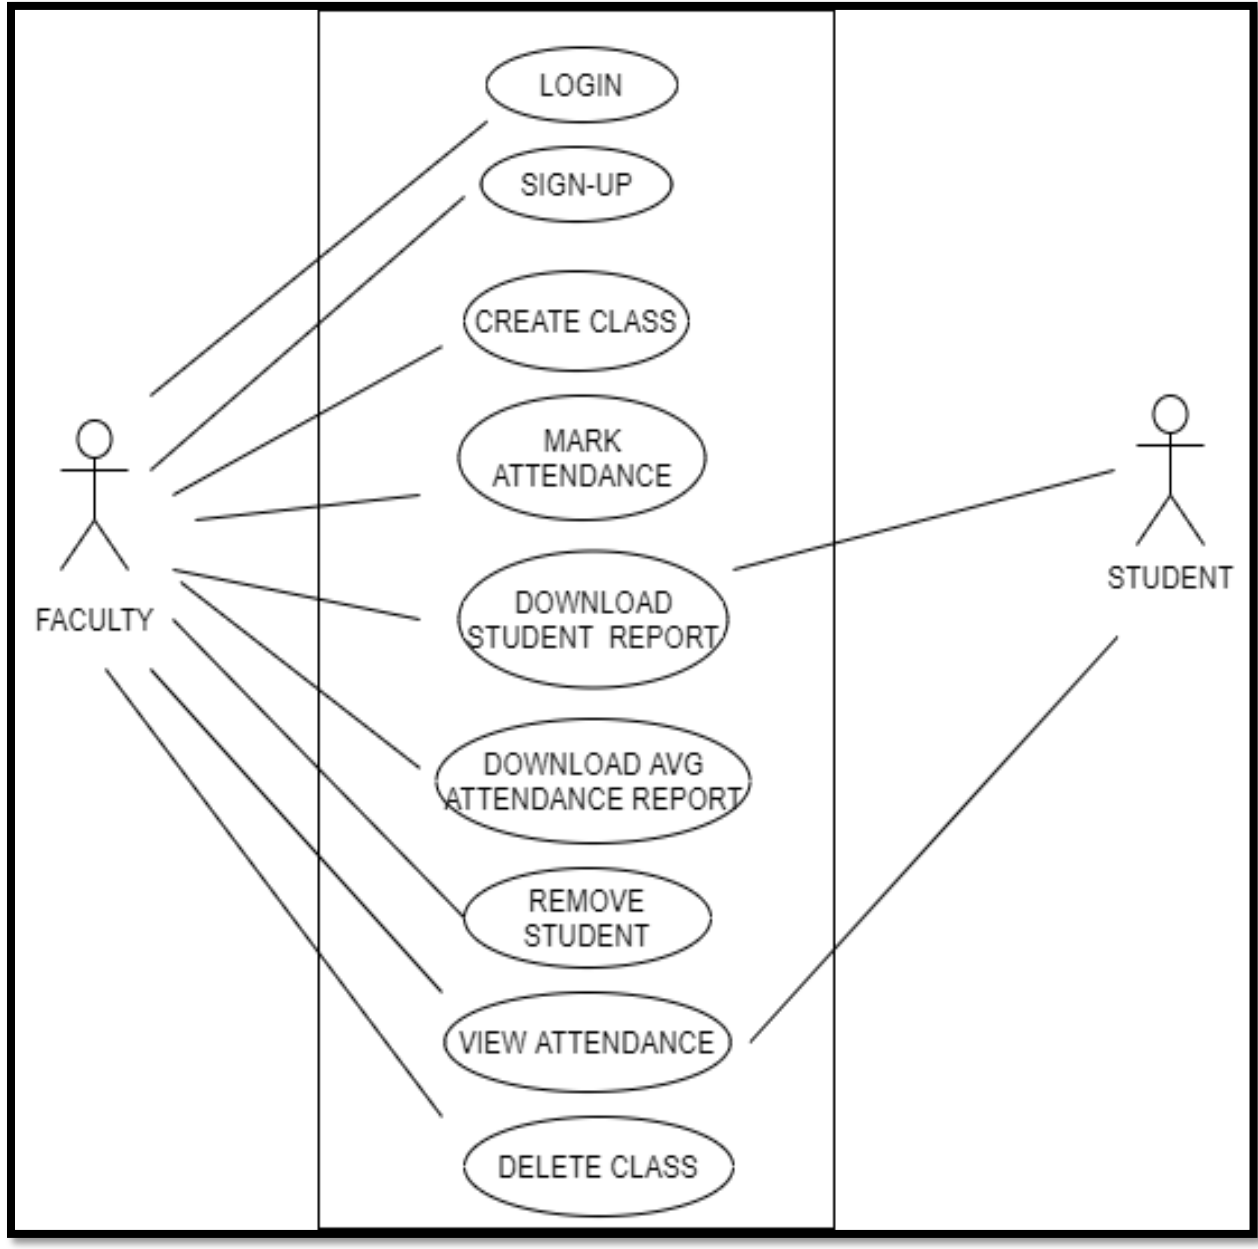 LOGIN
SIGN-UP
CREATE CLASS
MARK
ATTENDANCE
DOWNLOAD
STUDENT REPORT
DOWNLOAD AVG
ATTENDANCE REPORT
REMOVE
STUDENT
VIEW ATTENDANCE
DELETE CLASS
FACULTY
STUDENT